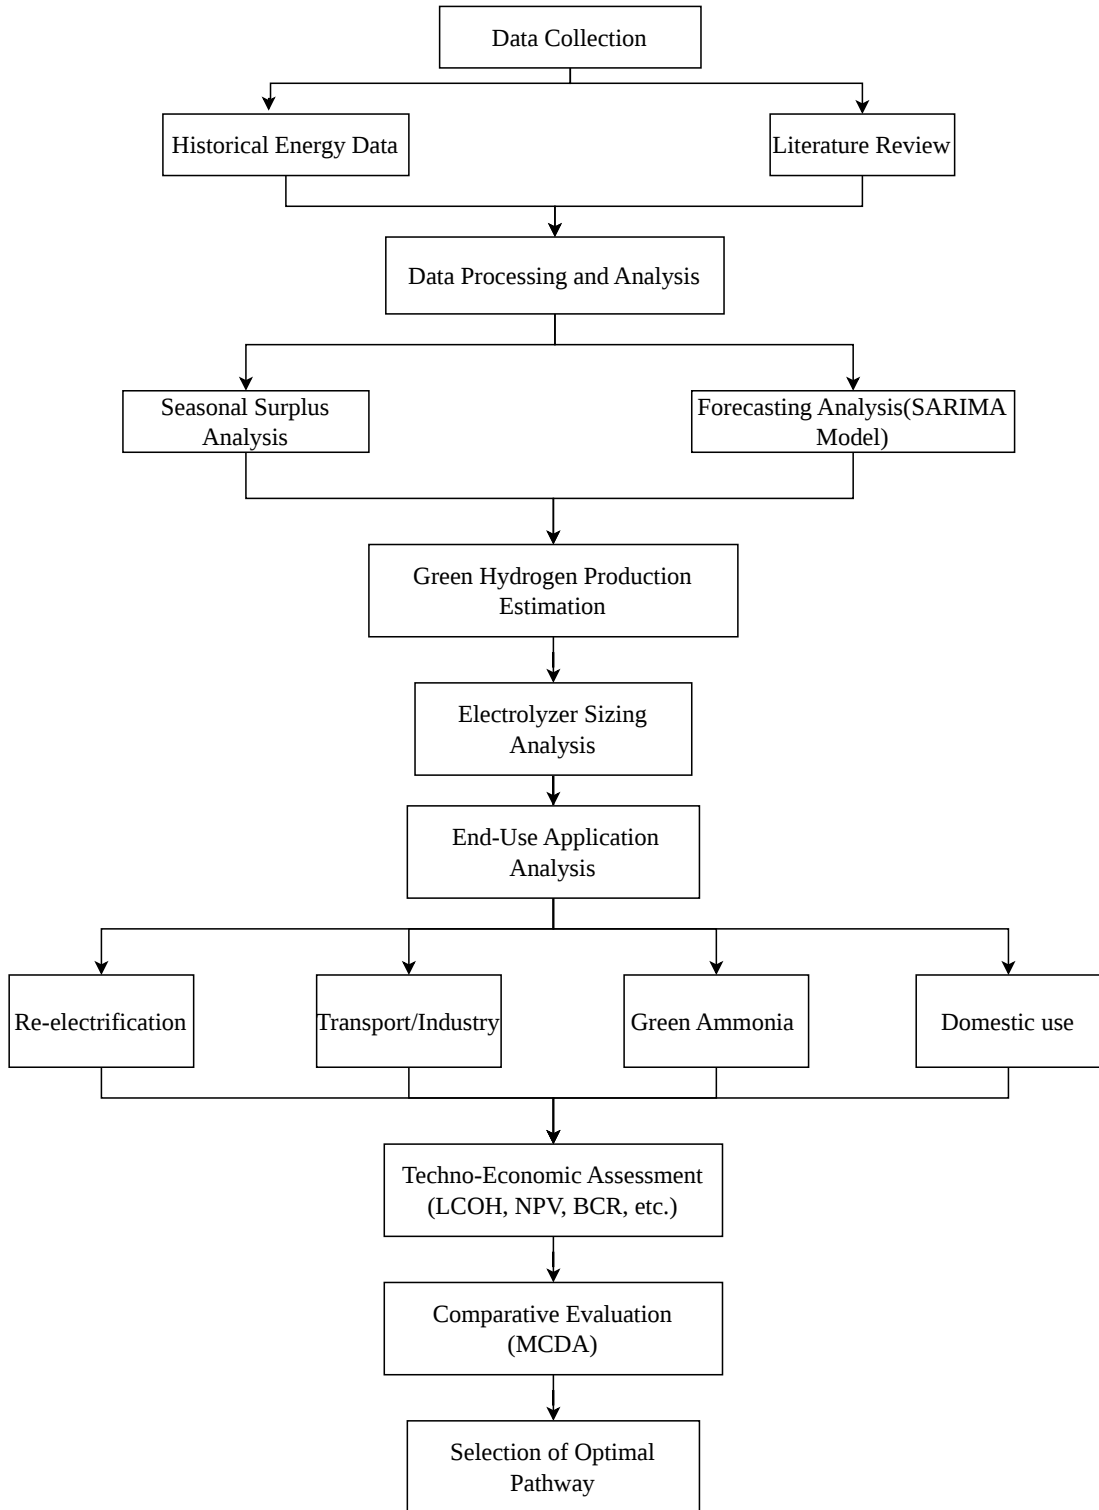 Data Collection
Historical Energy Data
Literature Review
Data Processing and Analysis
Seasonal Surplus
Analysis
Forecasting Analysis(SARIMA
Model)
Green Hydrogen Production
Estimation
Electrolyzer Sizing
Analysis
End-Use Application
Analysis
Re-electrification
Transport/Industry
Green Ammonia
Domestic use
Techno-Economic Assessment
(LCOH, NPV, BCR, etc.)
Comparative Evaluation
(MCDA)
Selection of Optimal
Pathway